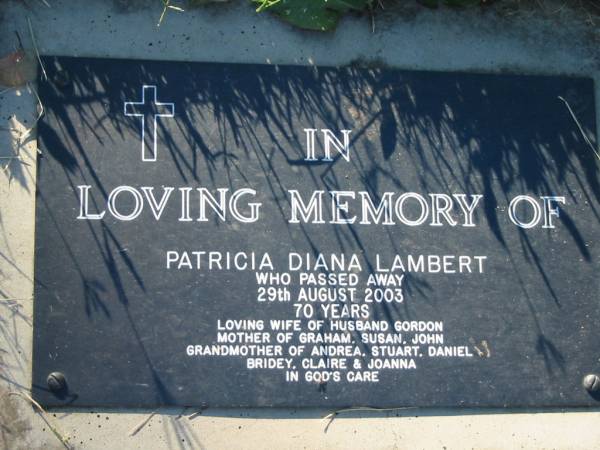 IN
LOVING MEMORY OF
PATRICIA DIANA LAMBERT
WHO PASSED AWAY
29th AUGUST 2003
70 YEARS
LOVING WIFE OF HUSBAND GORDON
MOTHER OF GRAHAM, SUSAN, JOHN
GRANDMOTHER OF ANDREA, STUART, DANIEL
BRIDEY, CLAIRE & JOANNA
IN GOD'S CARE